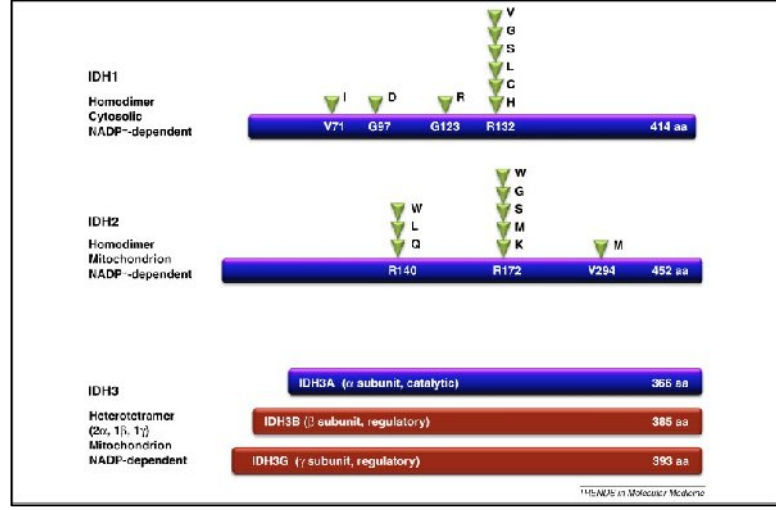 V
G
S
L
C
H
I
D
R
IDH1
Homodimer
Cytosolic
NADP⁺-dependent
V71 G97 G123 R132 414 aa
W
G
S
M
K
W
L
Q
M
IDH2
Homodimer
Mitochondrion
NADP⁺-dependent
R140 R172 V294 452 aa
IDH3
Heterotetramer
(2α, 1β, 1γ)
Mitochondrion
NADP-dependent
IDH3A (α subunit, catalytic) 366 aa
IDH3B (β subunit, regulatory) 385 aa
IDH3G (γ subunit, regulatory) 393 aa
TRENDS in Molecular Medicine